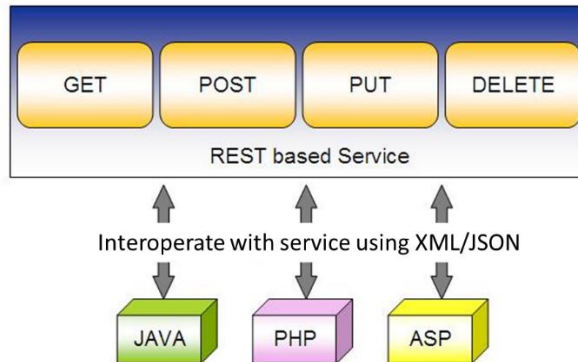 GET POST PUT DELETE
REST based Service
Interoperate with service using XML/JSON
JAVA PHP ASP